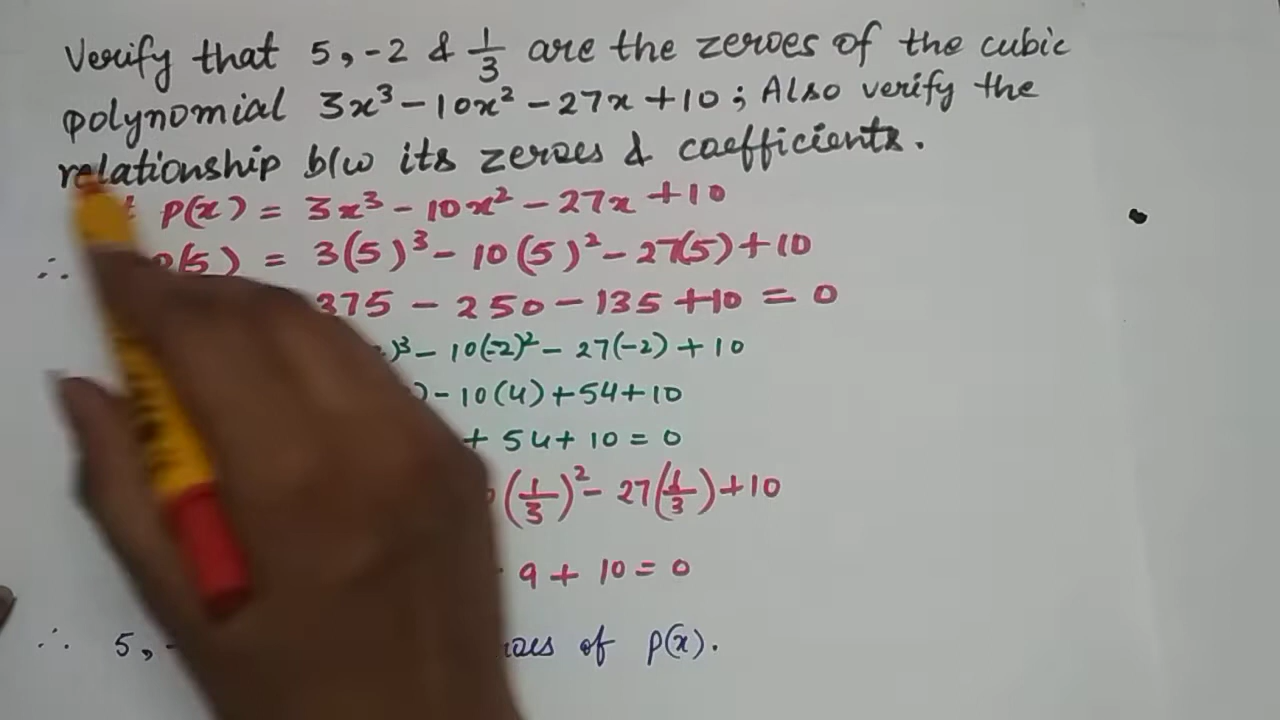 Verify that 5, -2 & 1/3 are the zeroes of the cubic
polynomial 3x³ - 10x² - 27x + 10; Also verify the
relationship b/w its zeroes & coefficients.
P(x) = 3x³ - 10x² - 27x + 10
∴ P(5) = 3(5)³ - 10(5)² - 27(5) + 10
375 - 250 - 135 + 10 = 0
)³ - 10(-2)² - 27(-2) + 10
) - 10(4) + 54 + 10
+ 54 + 10 = 0
(1/3)² - 27(1/3) + 10
9 + 10 = 0
∴ 5, - of P(x).